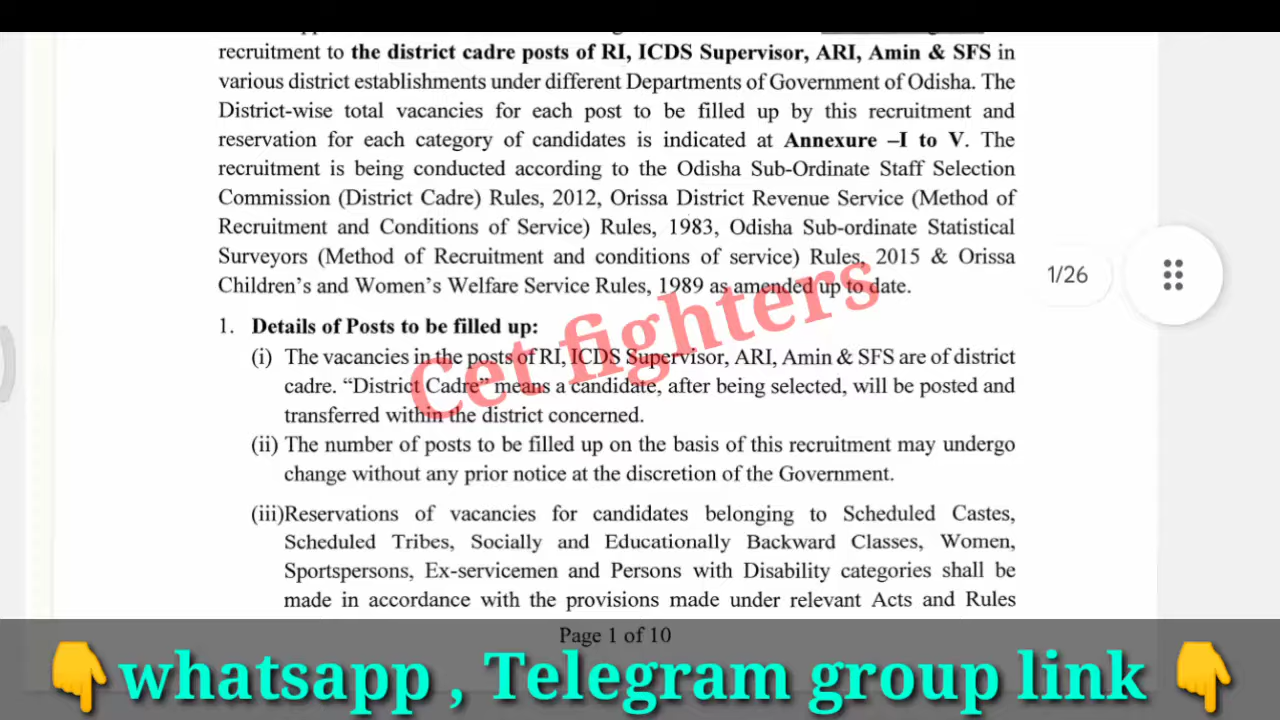 recruitment to the district cadre posts of RI, ICDS Supervisor, ARI, Amin & SFS in
various district establishments under different Departments of Government of Odisha. The
District-wise total vacancies for each post to be filled up by this recruitment and
reservation for each category of candidates is indicated at Annexure –I to V. The
recruitment is being conducted according to the Odisha Sub-Ordinate Staff Selection
Commission (District Cadre) Rules, 2012, Orissa District Revenue Service (Method of
Recruitment and Conditions of Service) Rules, 1983, Odisha Sub-ordinate Statistical
Surveyors (Method of Recruitment and conditions of service) Rules, 2015 & Orissa
Children's and Women's Welfare Service Rules, 1989 as amended up to date.
1/26
1. Details of Posts to be filled up:
Cet fighters
(i) The vacancies in the posts of RI, ICDS Supervisor, ARI, Amin & SFS are of district
cadre. “District Cadre” means a candidate, after being selected, will be posted and
transferred within the district concerned.
(ii) The number of posts to be filled up on the basis of this recruitment may undergo
change without any prior notice at the discretion of the Government.
(iii)Reservations of vacancies for candidates belonging to Scheduled Castes,
Scheduled Tribes, Socially and Educationally Backward Classes, Women,
Sportspersons, Ex-servicemen and Persons with Disability categories shall be
made in accordance with the provisions made under relevant Acts and Rules
Page 1 of 10
👇whatsapp , Telegram group link 👇